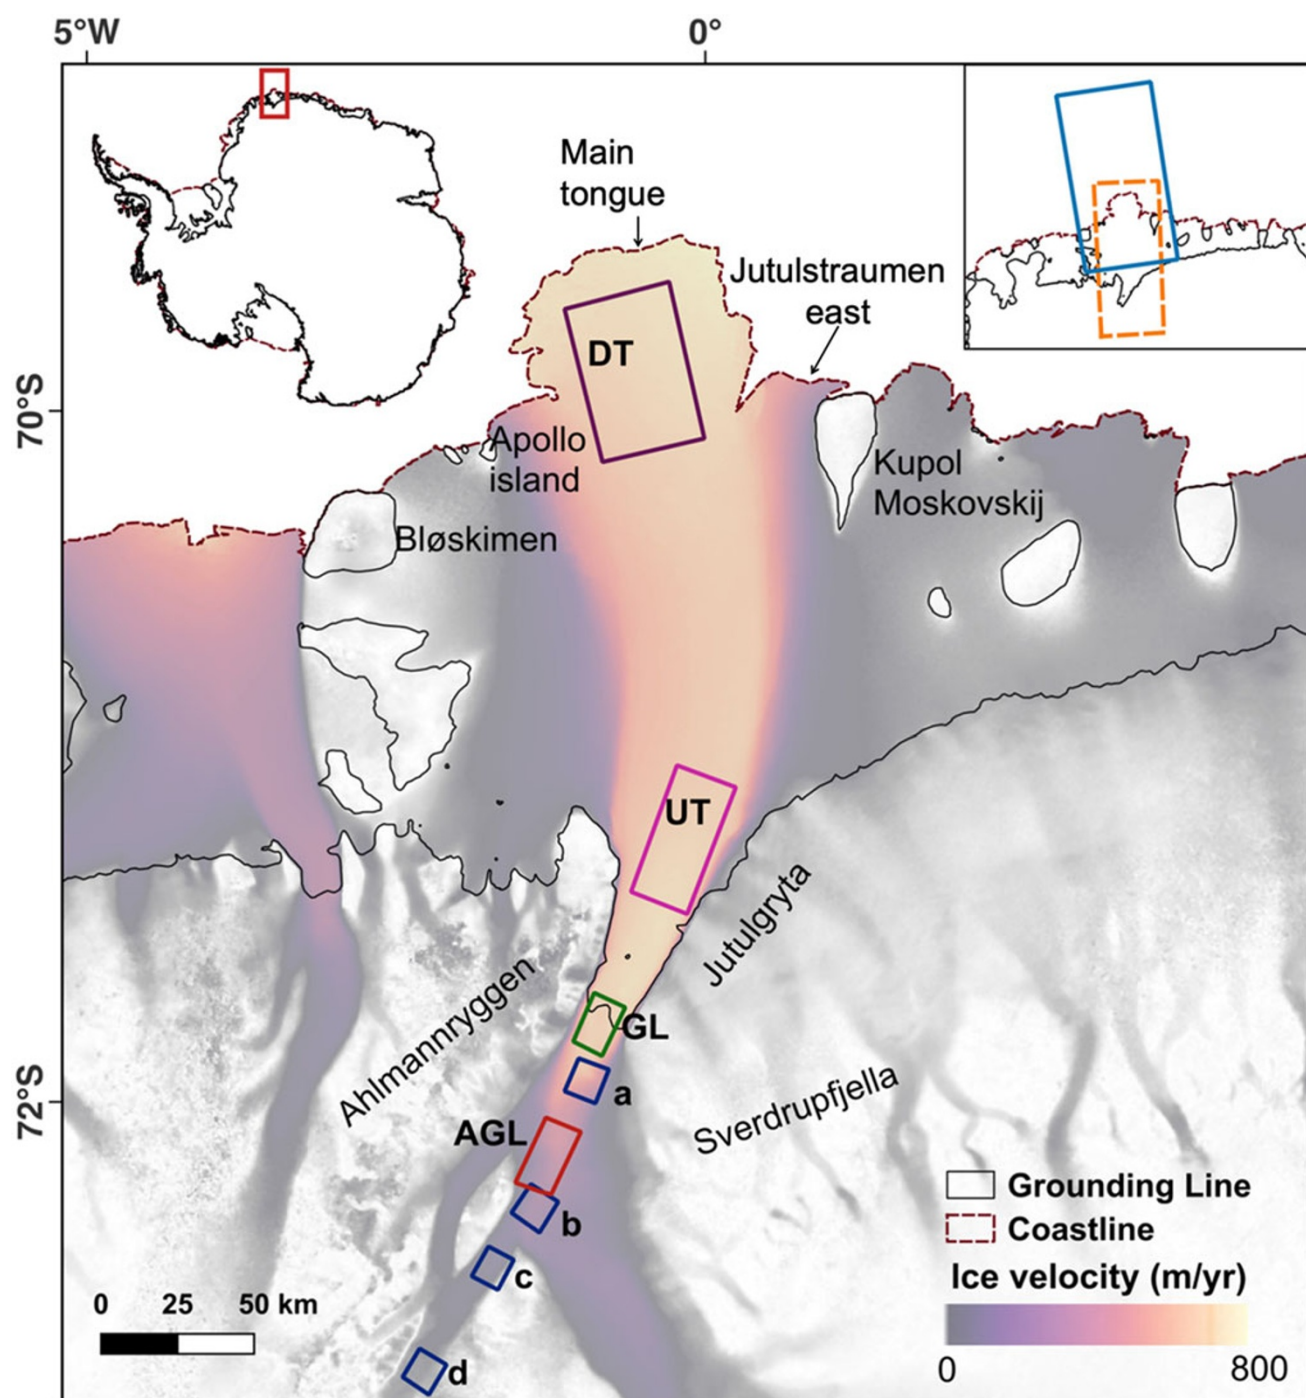 5°W
0°
Main
tongue
Jutulstraumen
east
DT
70°S
Apollo
island
Kupol
Moskovskij
Bløskimen
UT
Jutulgryta
Ahlmannryggen
GL
a
72°S
Sverdrupfjella
AGL
b
c
d
Grounding Line
Coastline
Ice velocity (m/yr)
0 800
0 25 50 km